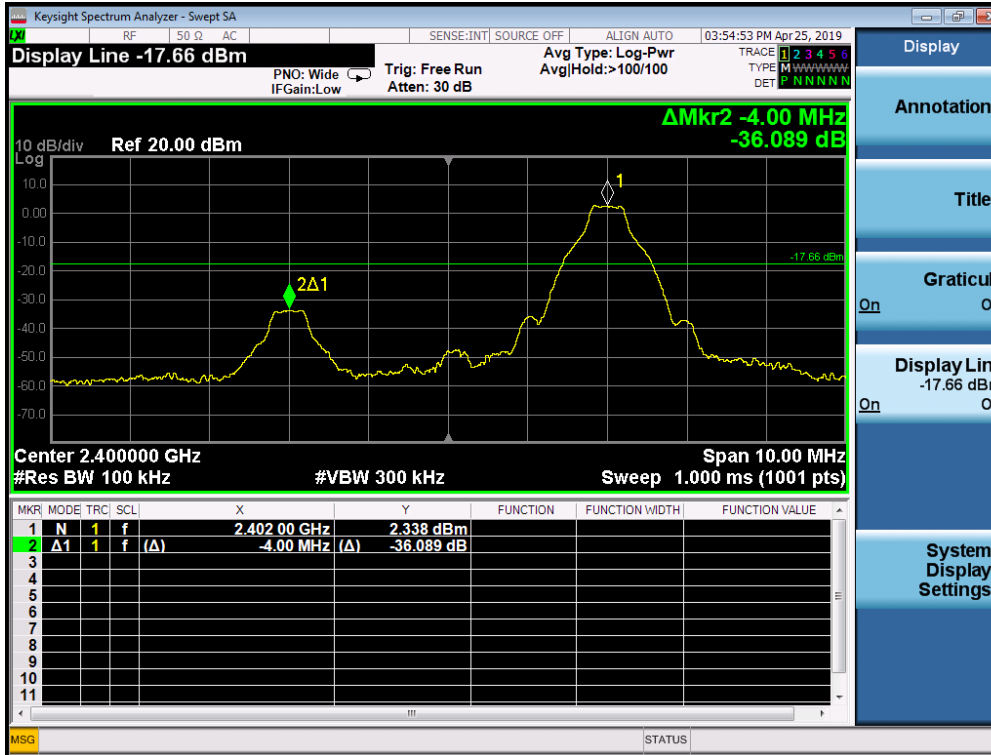 Keysight Spectrum Analyzer - Swept SA
LXI RF 50 Ω AC SENSE:INT SOURCE OFF ALIGN AUTO 03:54:53 PM Apr 25, 2019
Display Line -17.66 dBm
PNO: Wide Trig: Free Run Avg Type: Log-Pwr TRACE 1 2 3 4 5 6
IFGain:Low Atten: 30 dB Avg|Hold:>100/100 TYPE M WWWWW
DET P N N N N N
ΔMkr2 -4.00 MHz
-36.089 dB
10 dB/div Ref 20.00 dBm
Log
10.0
0.00
-10.0
-20.0
-30.0
-40.0
-50.0
-60.0
-70.0
1
-17.66 dBm
2Δ1
Center 2.400000 GHz Span 10.00 MHz
#Res BW 100 kHz #VBW 300 kHz Sweep 1.000 ms (1001 pts)
MKR MODE TRC SCL X Y FUNCTION FUNCTION WIDTH FUNCTION VALUE
1 N 1 f 2.402 00 GHz 2.338 dBm
2 Δ1 1 f (Δ) -4.00 MHz (Δ) -36.089 dB
3
4
5
6
7
8
9
10
11
MSG STATUS
Display
Annotation
Title
Graticul
On O
Display Lin
-17.66 dB
On O
System
Display
Settings